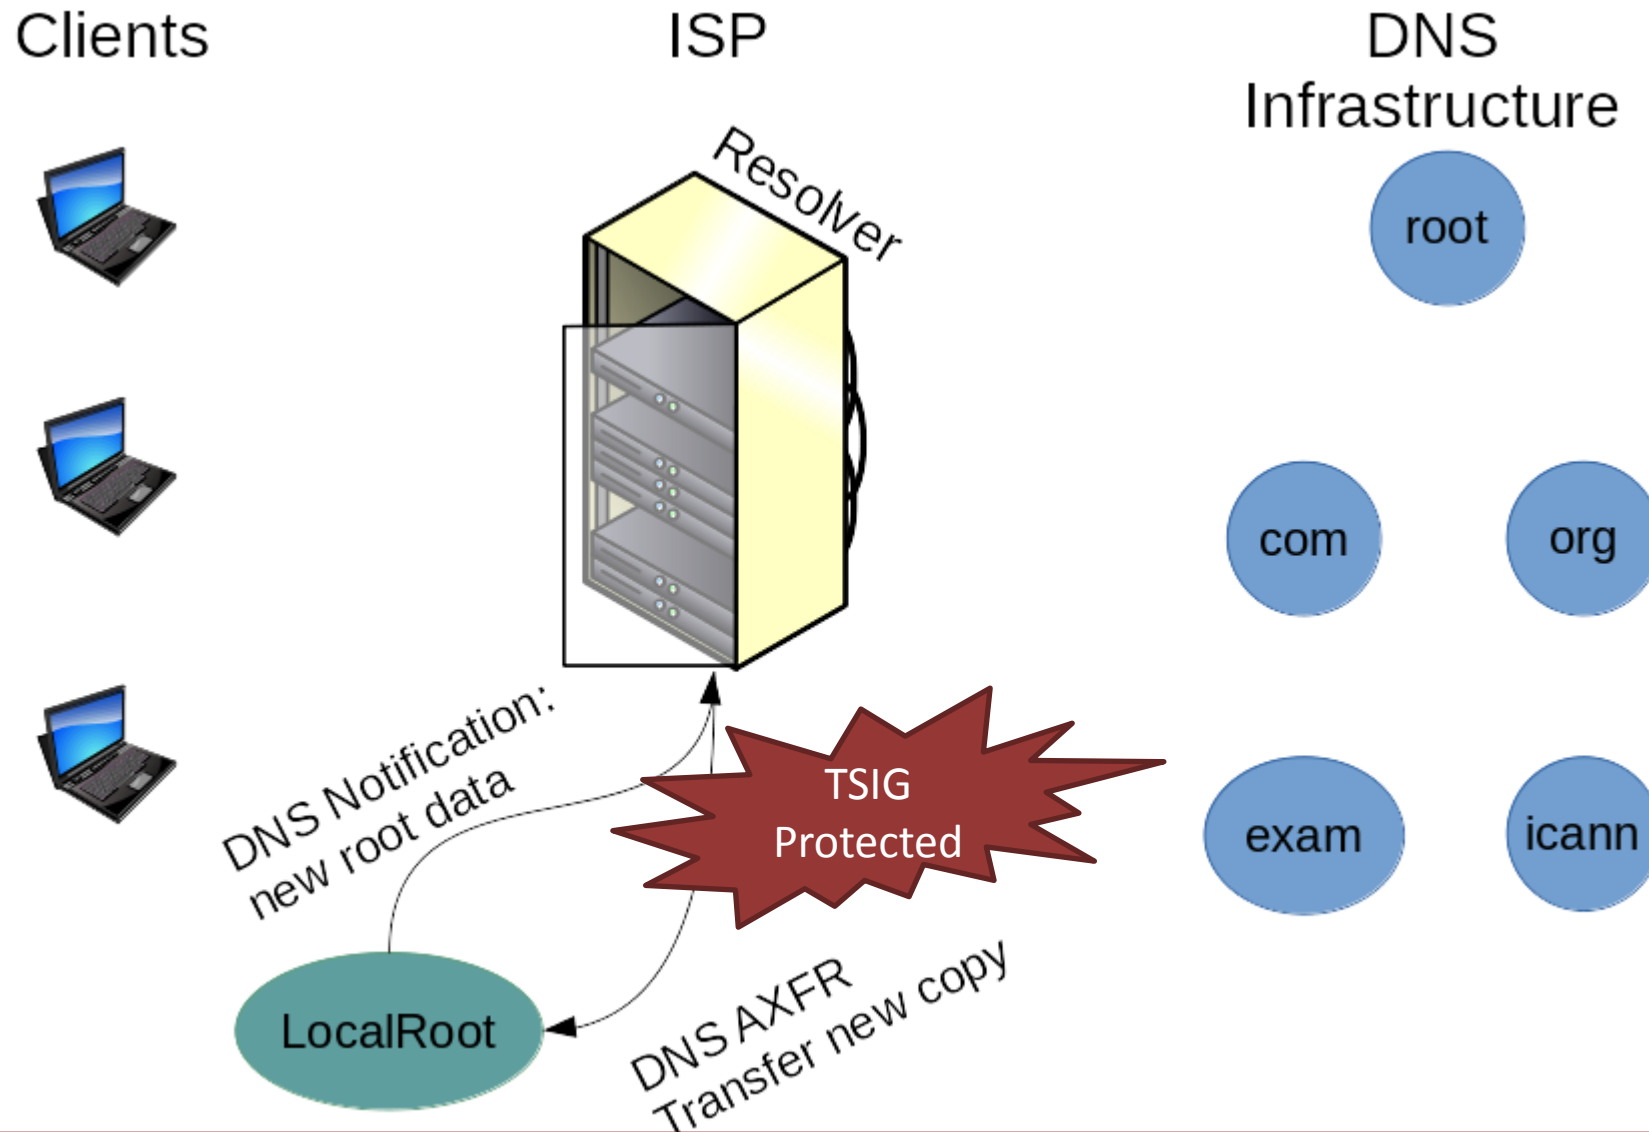 Clients
ISP
DNS
Infrastructure
Resolver
root
com
org
DNS Notification:
new root data
TSIG
Protected
exam
icann
LocalRoot
DNS AXFR
Transfer new copy